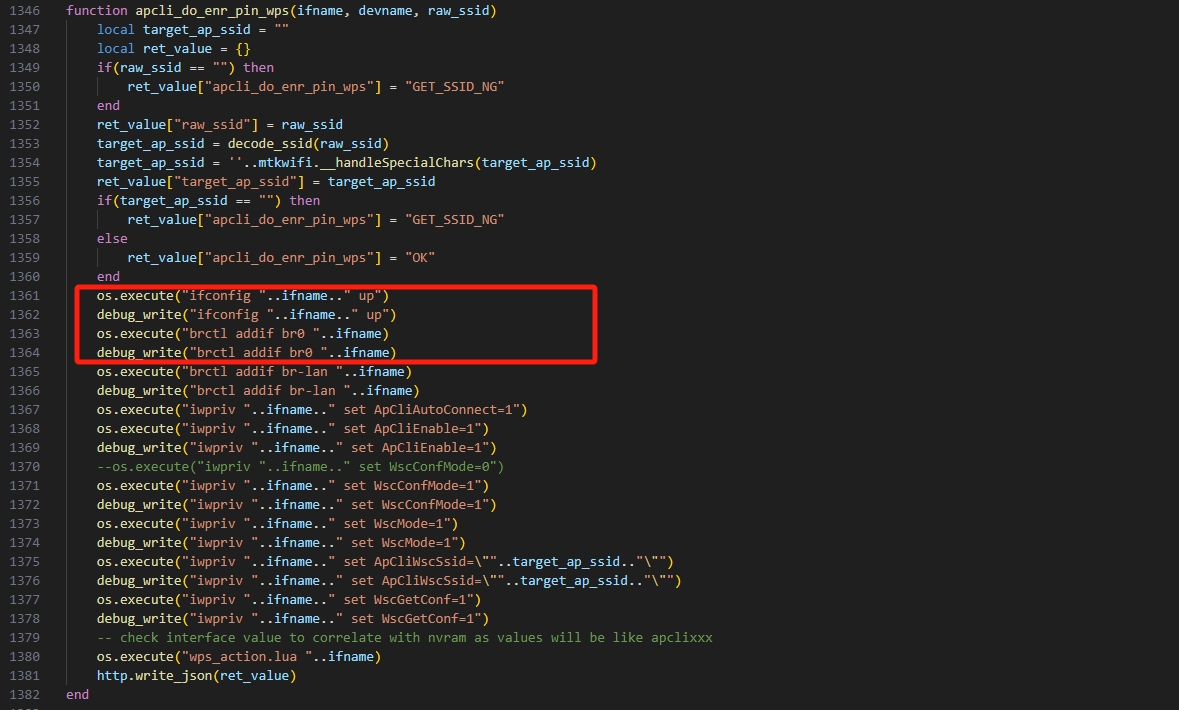 1346 function apcli_do_enr_pin_wps(ifname, devname, raw_ssid)
1347     local target_ap_ssid = ""
1348     local ret_value = {}
1349     if(raw_ssid == "") then
1350         ret_value["apcli_do_enr_pin_wps"] = "GET_SSID_NG"
1351     end
1352     ret_value["raw_ssid"] = raw_ssid
1353     target_ap_ssid = decode_ssid(raw_ssid)
1354     target_ap_ssid = ''..mtkwifi.__handleSpecialChars(target_ap_ssid)
1355     ret_value["target_ap_ssid"] = target_ap_ssid
1356     if(target_ap_ssid == "") then
1357         ret_value["apcli_do_enr_pin_wps"] = "GET_SSID_NG"
1358     else
1359         ret_value["apcli_do_enr_pin_wps"] = "OK"
1360     end
1361     os.execute("ifconfig "..ifname.." up")
1362     debug_write("ifconfig "..ifname.." up")
1363     os.execute("brctl addif br0 "..ifname)
1364     debug_write("brctl addif br0 "..ifname)
1365     os.execute("brctl addif br-lan "..ifname)
1366     debug_write("brctl addif br-lan "..ifname)
1367     os.execute("iwpriv "..ifname.." set ApCliAutoConnect=1")
1368     os.execute("iwpriv "..ifname.." set ApCliEnable=1")
1369     debug_write("iwpriv "..ifname.." set ApCliEnable=1")
1370     --os.execute("iwpriv "..ifname.." set WscConfMode=0")
1371     os.execute("iwpriv "..ifname.." set WscConfMode=1")
1372     debug_write("iwpriv "..ifname.." set WscConfMode=1")
1373     os.execute("iwpriv "..ifname.." set WscMode=1")
1374     debug_write("iwpriv "..ifname.." set WscMode=1")
1375     os.execute("iwpriv "..ifname.." set ApCliWscSsid=\""..target_ap_ssid.."\"")
1376     debug_write("iwpriv "..ifname.." set ApCliWscSsid=\""..target_ap_ssid.."\"")
1377     os.execute("iwpriv "..ifname.." set WscGetConf=1")
1378     debug_write("iwpriv "..ifname.." set WscGetConf=1")
1379     -- check interface value to correlate with nvram as values will be like apclixxx
1380     os.execute("wps_action.lua "..ifname)
1381     http.write_json(ret_value)
1382 end